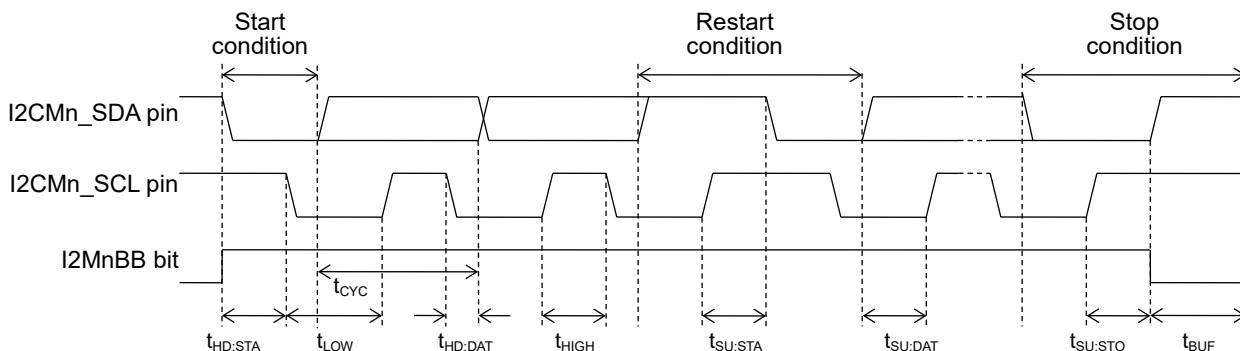 Start
condition
Restart
condition
Stop
condition
I2CMn_SDA pin
I2CMn_SCL pin
I2MnBB bit
tCYC
tHD:STA
tLOW
tHD:DAT
tHIGH
tSU:STA
tSU:DAT
tSU:STO
tBUF